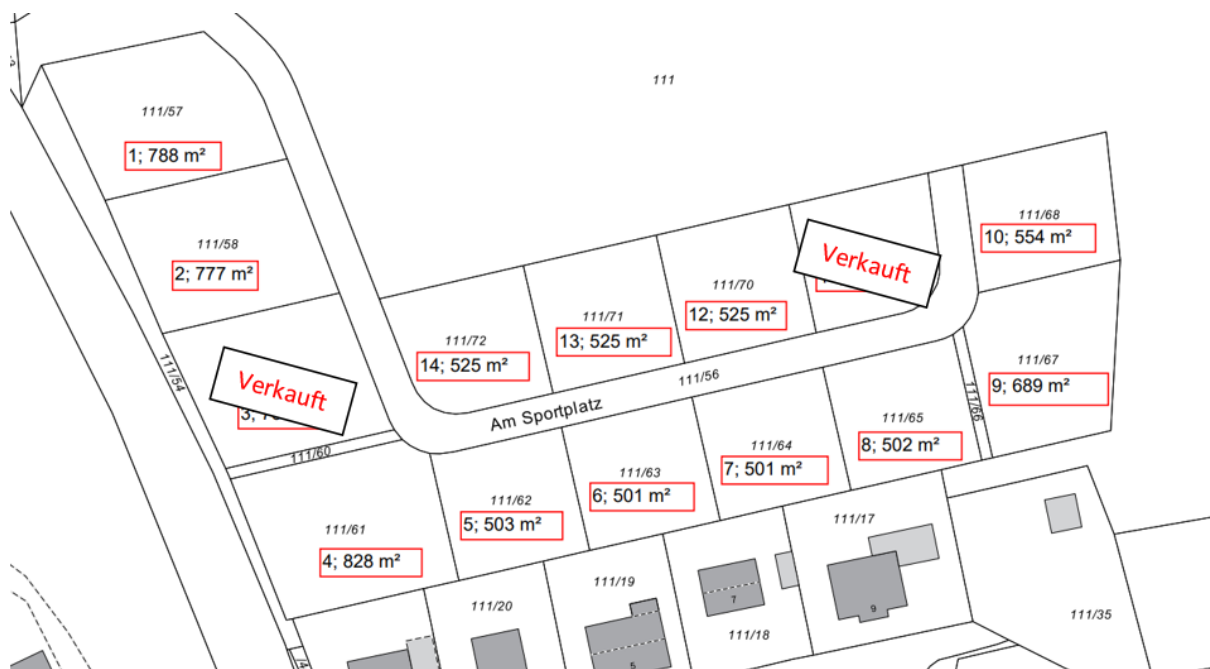 111
111/57
1; 788 m²
111/58
2; 777 m²
111/68
10; 554 m²
Verkauft
111/70
12; 525 m²
111/71
13; 525 m²
111/72
14; 525 m²
111/54
Verkauft
111/56
Am Sportplatz
111/67
9; 689 m²
111/66
111/65
8; 502 m²
111/60
111/64
7; 501 m²
111/63
6; 501 m²
111/62
5; 503 m²
111/61
4; 828 m²
111/17
111/19
111/20
7
9
111/18
111/35
5